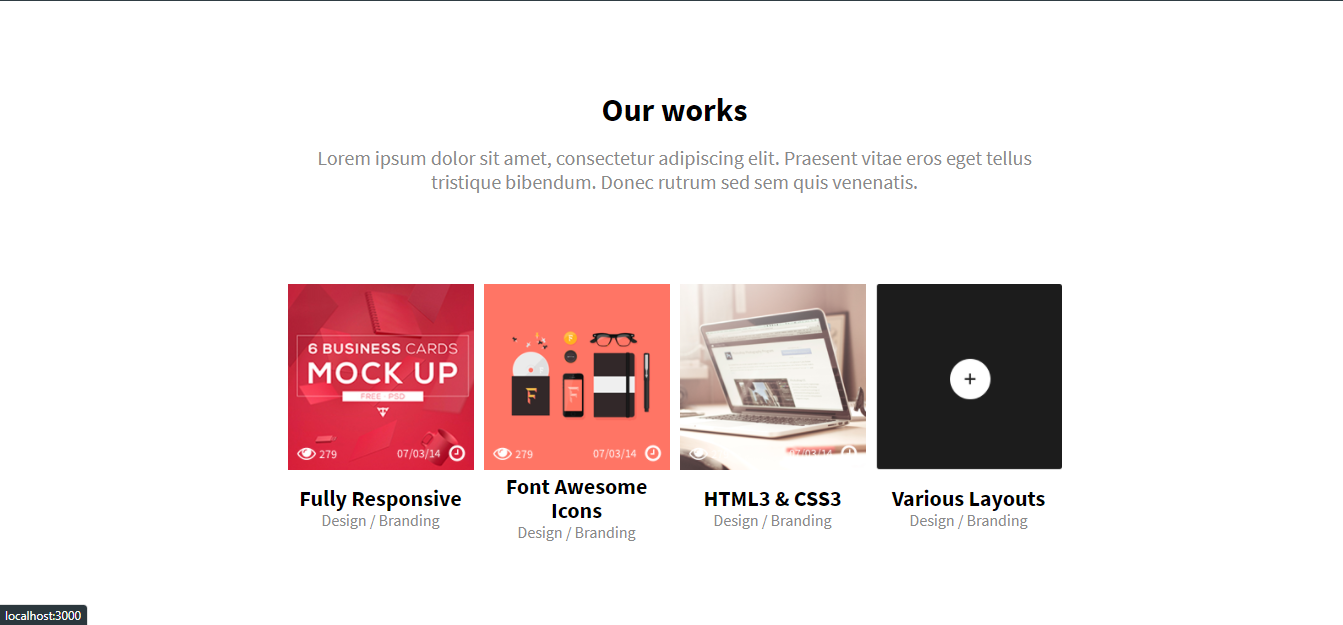 Our works
Lorem ipsum dolor sit amet, consectetur adipiscing elit. Praesent vitae eros eget tellus
tristique bibendum. Donec rutrum sed sem quis venenatis.
6 BUSINESS CARDS
MOCK UP
FREE - PSD
279
07/03/14
F
F
F
279
07/03/14
07/03/14
+
Fully Responsive
Design / Branding
Font Awesome
Icons
Design / Branding
HTML3 & CSS3
Design / Branding
Various Layouts
Design / Branding
localhost:3000